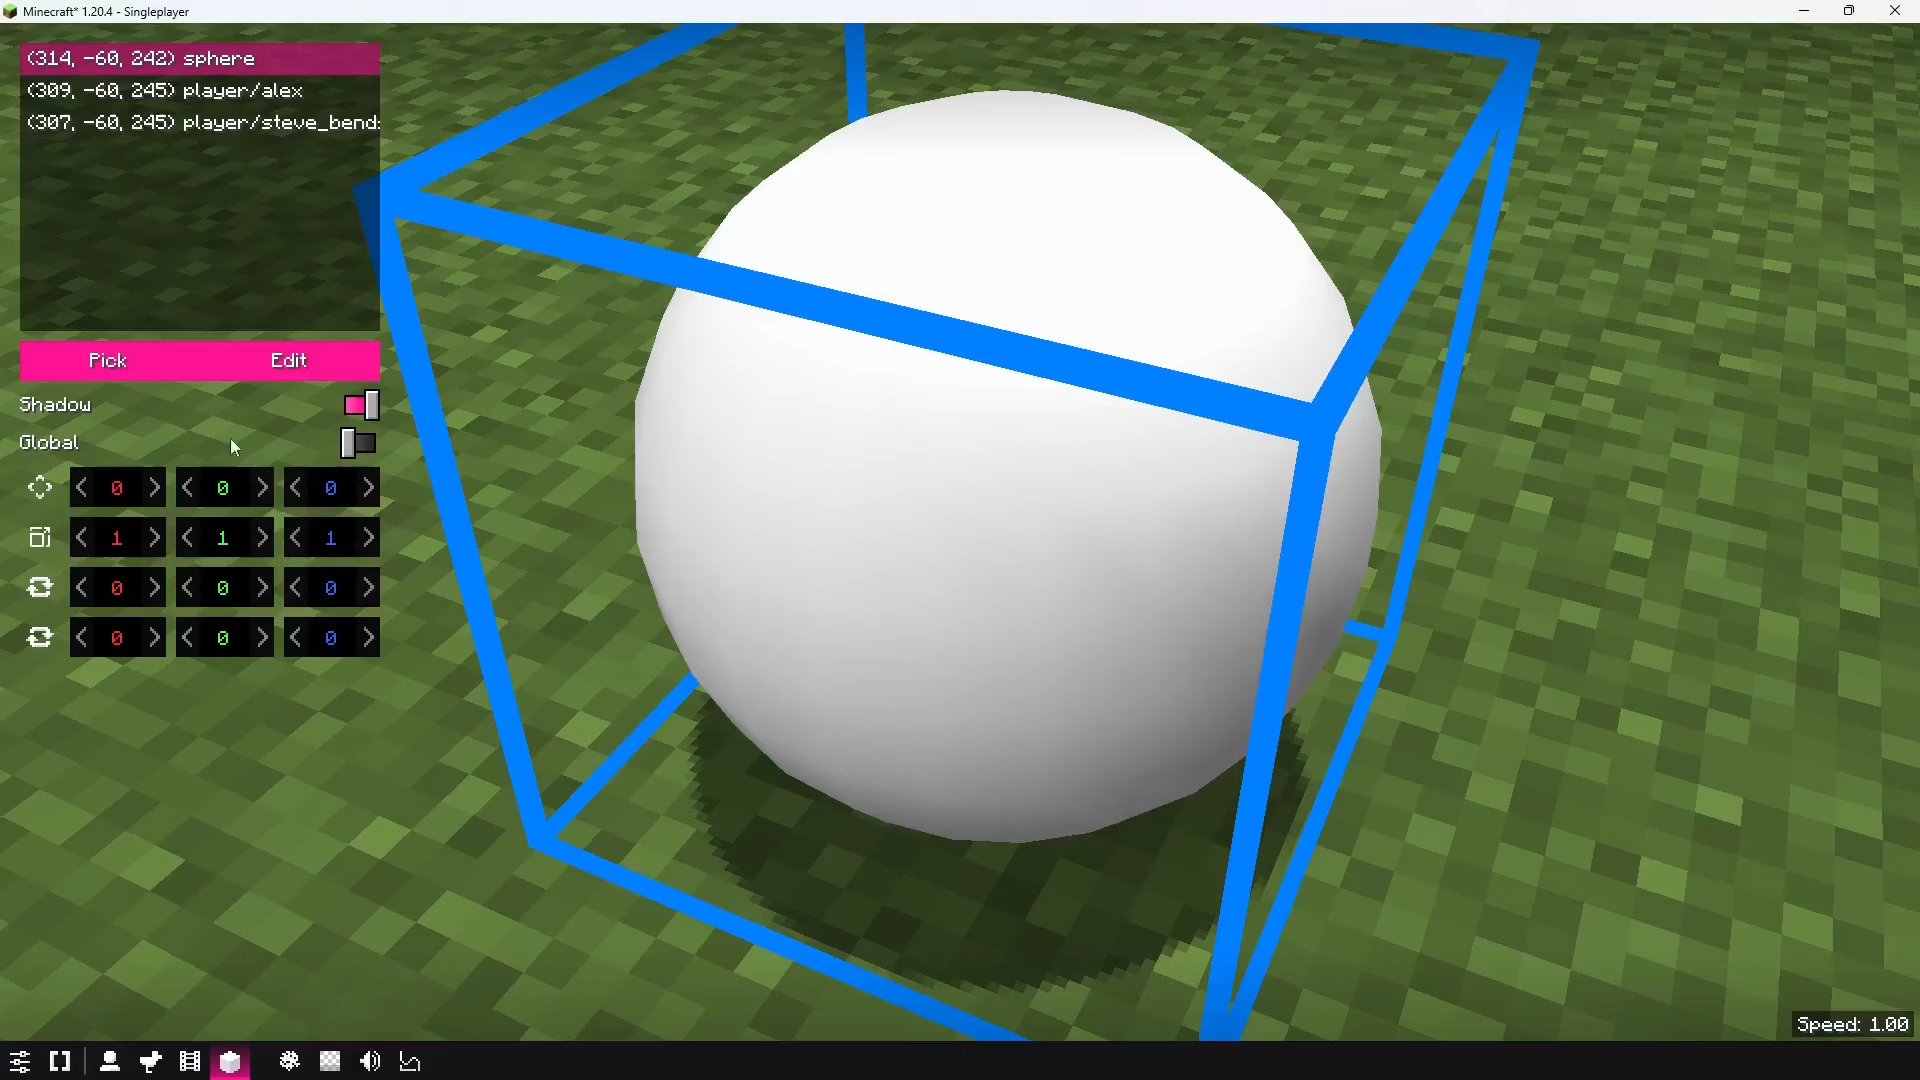 Minecraft* 1.20.4 - Singleplayer
(314, -60, 242) sphere
(309, -60, 245) player/alex
(307, -60, 245) player/steve_bend
Pick Edit
Shadow
Global
0 0 0
1 1 1
0 0 0
0 0 0
Speed: 1.00